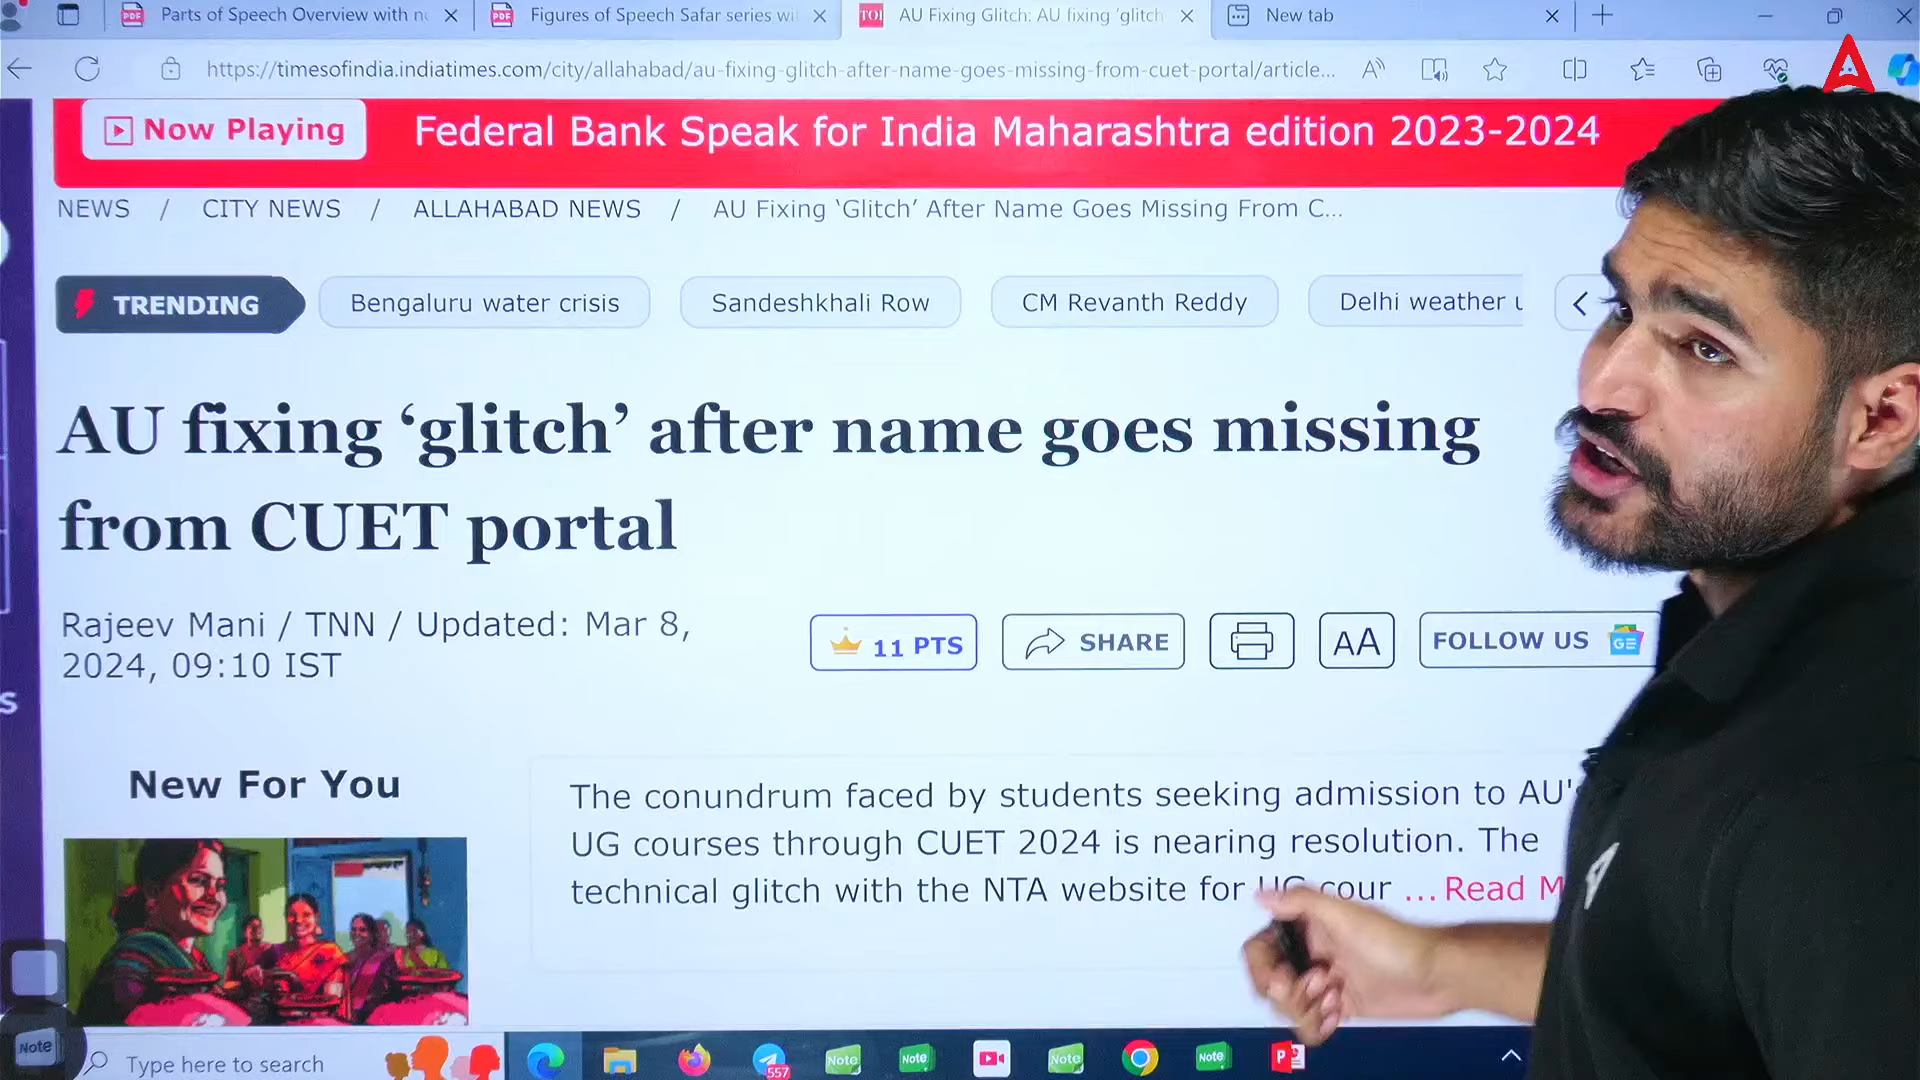 Parts of Speech Overview with
Figures of Speech Safar series
AU Fixing Glitch: AU fixing 'glitch
New tab
https://timesofindia.indiatimes.com/city/allahabad/au-fixing-glitch-after-name-goes-missing-from-cuet-portal/article...
Now Playing
Federal Bank Speak for India Maharashtra edition 2023-2024
NEWS / CITY NEWS / ALLAHABAD NEWS / AU Fixing ‘Glitch’ After Name Goes Missing From C...
TRENDING
Bengaluru water crisis
Sandeshkhali Row
CM Revanth Reddy
Delhi weather
AU fixing ‘glitch’ after name goes missing
from CUET portal
Rajeev Mani / TNN / Updated: Mar 8,
2024, 09:10 IST
11 PTS
SHARE
AA
FOLLOW US
GE
New For You
The conundrum faced by students seeking admission to AU's
UG courses through CUET 2024 is nearing resolution. The
technical glitch with the NTA website for UG cour ... Read M
Note
Type here to search
557
Note
Note
Note
Note